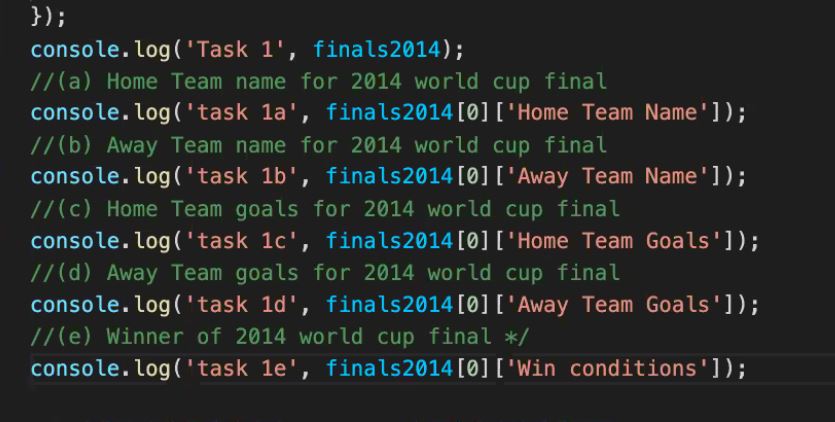 });
console.log('Task 1', finals2014);
//(a) Home Team name for 2014 world cup final
console.log('task 1a', finals2014[0]['Home Team Name']);
//(b) Away Team name for 2014 world cup final
console.log('task 1b', finals2014[0]['Away Team Name']);
//(c) Home Team goals for 2014 world cup final
console.log('task 1c', finals2014[0]['Home Team Goals']);
//(d) Away Team goals for 2014 world cup final
console.log('task 1d', finals2014[0]['Away Team Goals']);
//(e) Winner of 2014 world cup final */
console.log('task 1e', finals2014[0]['Win conditions']);